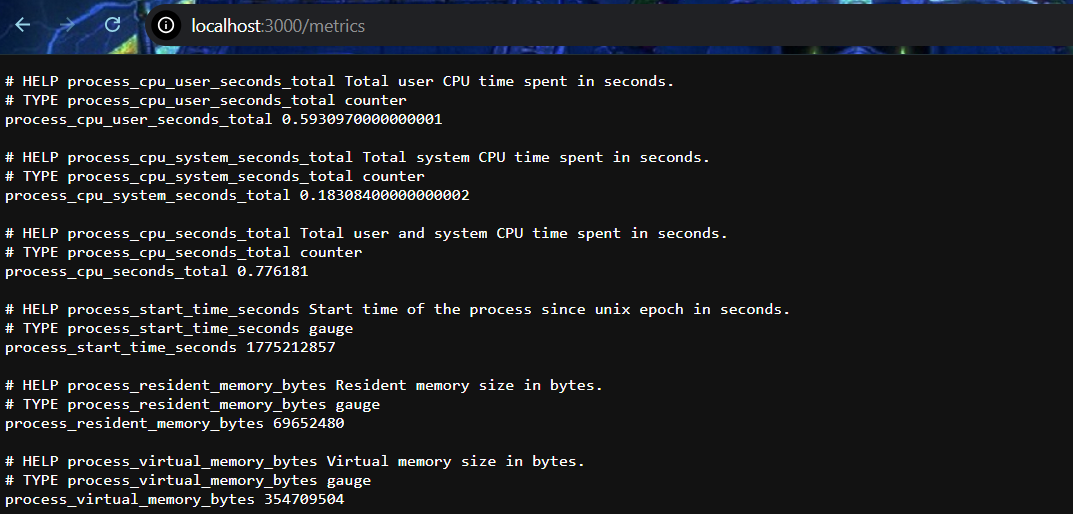 localhost:3000/metrics
# HELP process_cpu_user_seconds_total Total user CPU time spent in seconds.
# TYPE process_cpu_user_seconds_total counter
process_cpu_user_seconds_total 0.5930970000000001
# HELP process_cpu_system_seconds_total Total system CPU time spent in seconds.
# TYPE process_cpu_system_seconds_total counter
process_cpu_system_seconds_total 0.18308400000000002
# HELP process_cpu_seconds_total Total user and system CPU time spent in seconds.
# TYPE process_cpu_seconds_total counter
process_cpu_seconds_total 0.776181
# HELP process_start_time_seconds Start time of the process since unix epoch in seconds.
# TYPE process_start_time_seconds gauge
process_start_time_seconds 1775212857
# HELP process_resident_memory_bytes Resident memory size in bytes.
# TYPE process_resident_memory_bytes gauge
process_resident_memory_bytes 69652480
# HELP process_virtual_memory_bytes Virtual memory size in bytes.
# TYPE process_virtual_memory_bytes gauge
process_virtual_memory_bytes 354709504